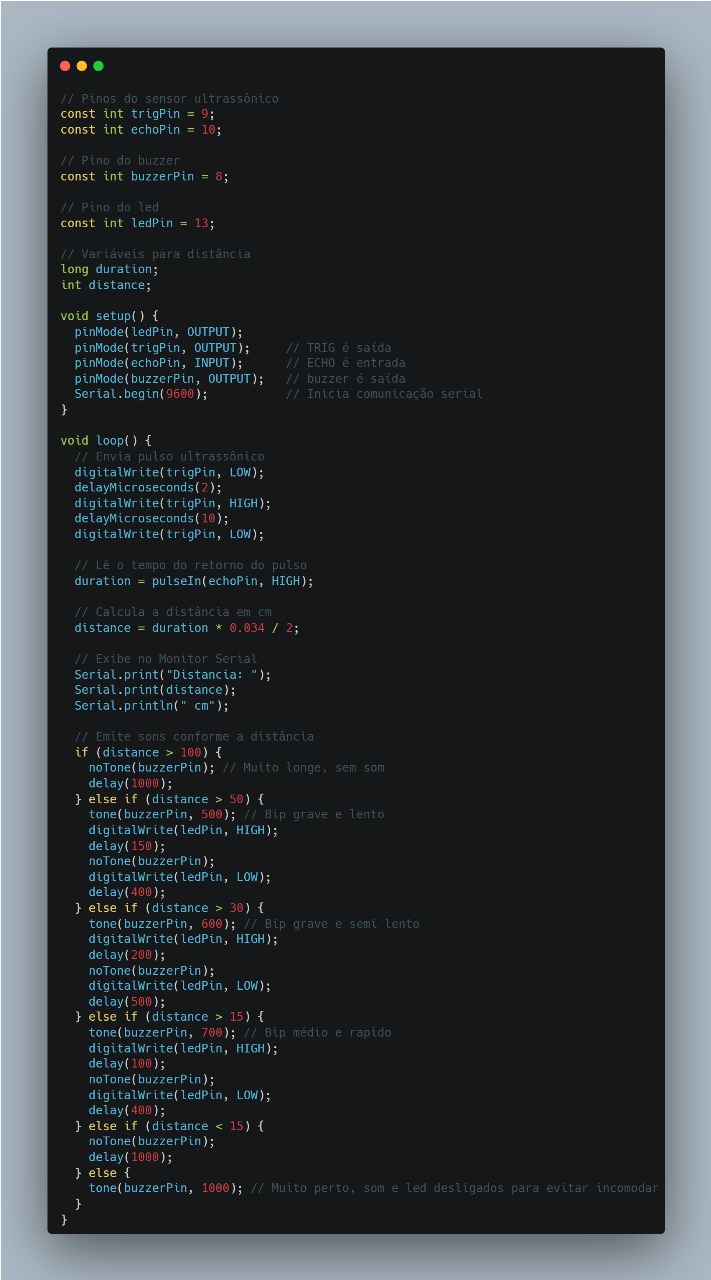 // Pinos do sensor ultrassônico
const int trigPin = 9;
const int echoPin = 10;

// Pino do buzzer
const int buzzerPin = 8;

// Pino do led
const int ledPin = 13;

// Variáveis para distância
long duration;
int distance;

void setup() {
  pinMode(ledPin, OUTPUT);
  pinMode(trigPin, OUTPUT);     // TRIG é saída
  pinMode(echoPin, INPUT);      // ECHO é entrada
  pinMode(buzzerPin, OUTPUT);   // buzzer é saída
  Serial.begin(9600);           // Inicia comunicação serial
}

void loop() {
  // Envia pulso ultrassônico
  digitalWrite(trigPin, LOW);
  delayMicroseconds(2);
  digitalWrite(trigPin, HIGH);
  delayMicroseconds(10);
  digitalWrite(trigPin, LOW);

  // Lê o tempo do retorno do pulso
  duration = pulseIn(echoPin, HIGH);

  // Calcula a distância em cm
  distance = duration * 0.034 / 2;

  // Exibe no Monitor Serial
  Serial.print("Distancia: ");
  Serial.print(distance);
  Serial.println(" cm");

  // Emite sons conforme a distância
  if (distance > 100) {
    noTone(buzzerPin); // Muito longe, sem som
    delay(1000);
  } else if (distance > 50) {
    tone(buzzerPin, 500); // Bip grave e lento
    digitalWrite(ledPin, HIGH);
    delay(150);
    noTone(buzzerPin);
    digitalWrite(ledPin, LOW);
    delay(400);
  } else if (distance > 30) {
    tone(buzzerPin, 600); // Bip grave e semi lento
    digitalWrite(ledPin, HIGH);
    delay(200);
    noTone(buzzerPin);
    digitalWrite(ledPin, LOW);
    delay(500);
  } else if (distance > 15) {
    tone(buzzerPin, 700); // Bip médio e rapido
    digitalWrite(ledPin, HIGH);
    delay(100);
    noTone(buzzerPin);
    digitalWrite(ledPin, LOW);
    delay(400);
  } else if (distance < 15) {
    noTone(buzzerPin);
    delay(1000);
  } else {
    tone(buzzerPin, 1000); // Muito perto, som e led desligados para evitar incomodar
  }
}